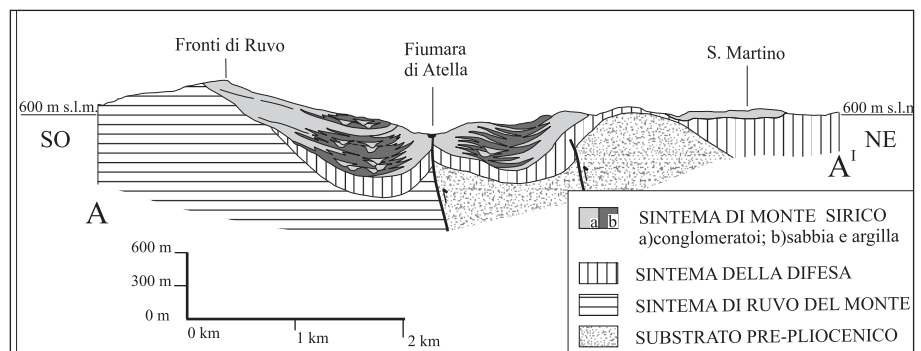 Fronti di Ruvo
Fiumara
di Atella
S. Martino
600 m s.l.m.
600 m s.l.n
SO
NE
A
A I
600 m
300 m
0 m
0 km
1 km
2 km
a b
SINTEMA DI MONTE SIRICO
a)conglomeratoi; b)sabbia e argilla
SINTEMA DELLA DIFESA
SINTEMA DI RUVO DEL MONTE
SUBSTRATO PRE-PLIOCENICO